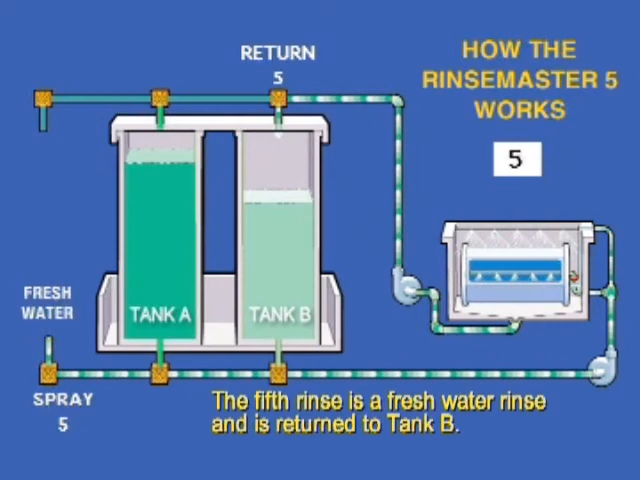 RETURN
5
HOW THE
RINSEMASTER 5
WORKS
5
TANK A
TANK B
FRESH
WATER
SPRAY
5
The fifth rinse is a fresh water rinse
and is returned to Tank B.